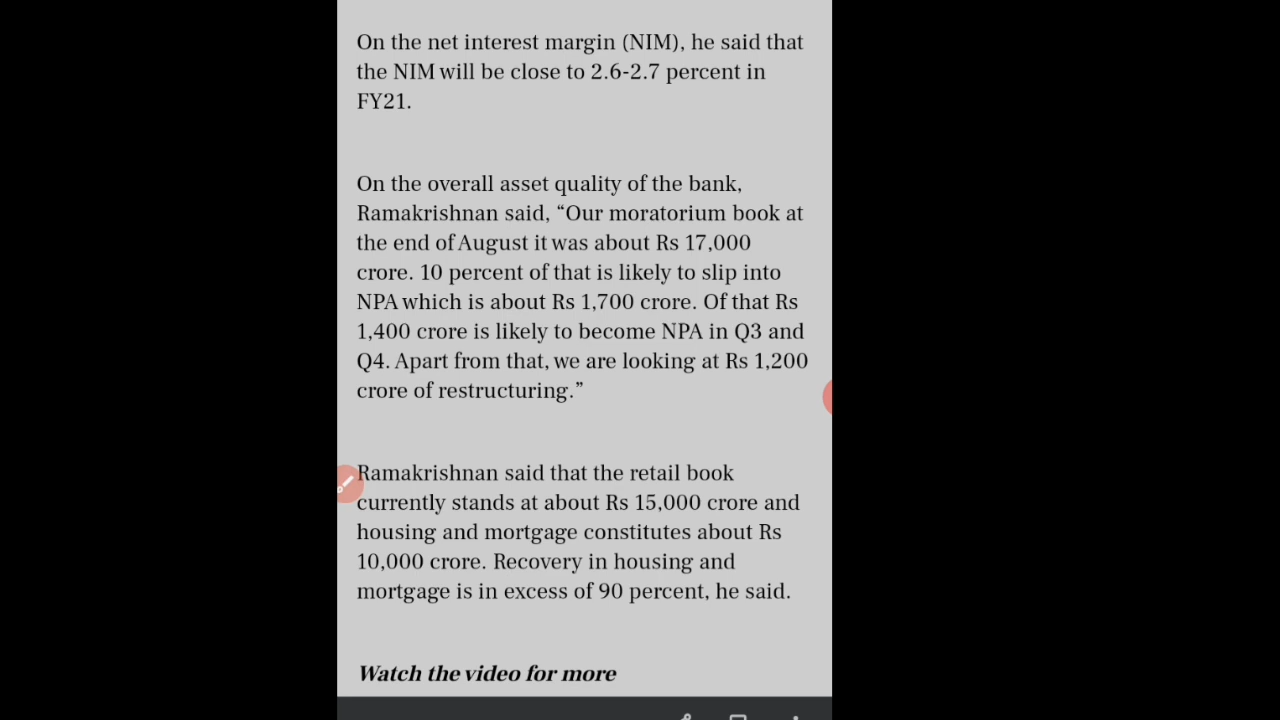 On the net interest margin (NIM), he said that
the NIM will be close to 2.6-2.7 percent in
FY21.
On the overall asset quality of the bank,
Ramakrishnan said, “Our moratorium book at
the end of August it was about Rs 17,000
crore. 10 percent of that is likely to slip into
NPA which is about Rs 1,700 crore. Of that Rs
1,400 crore is likely to become NPA in Q3 and
Q4. Apart from that, we are looking at Rs 1,200
crore of restructuring.”
Ramakrishnan said that the retail book
currently stands at about Rs 15,000 crore and
housing and mortgage constitutes about Rs
10,000 crore. Recovery in housing and
mortgage is in excess of 90 percent, he said.
Watch the video for more